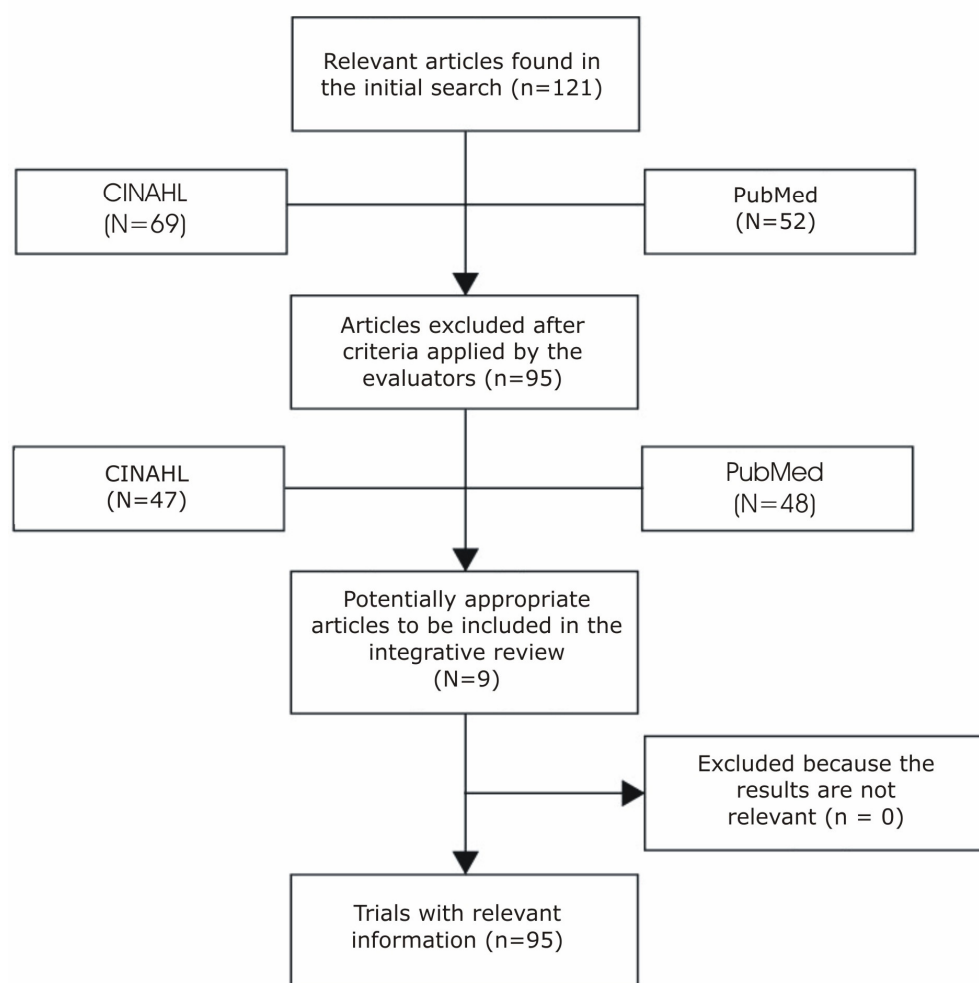 Relevant articles found in
the initial search (n=121)
CINAHL
(N=69)
PubMed
(N=52)
Articles excluded after
criteria applied by the
evaluators (n=95)
CINAHL
(N=47)
PubMed
(N=48)
Potentially appropriate
articles to be included in the
integrative review
(N=9)
Excluded because the
results are not
relevant (n = 0)
Trials with relevant
information (n=95)